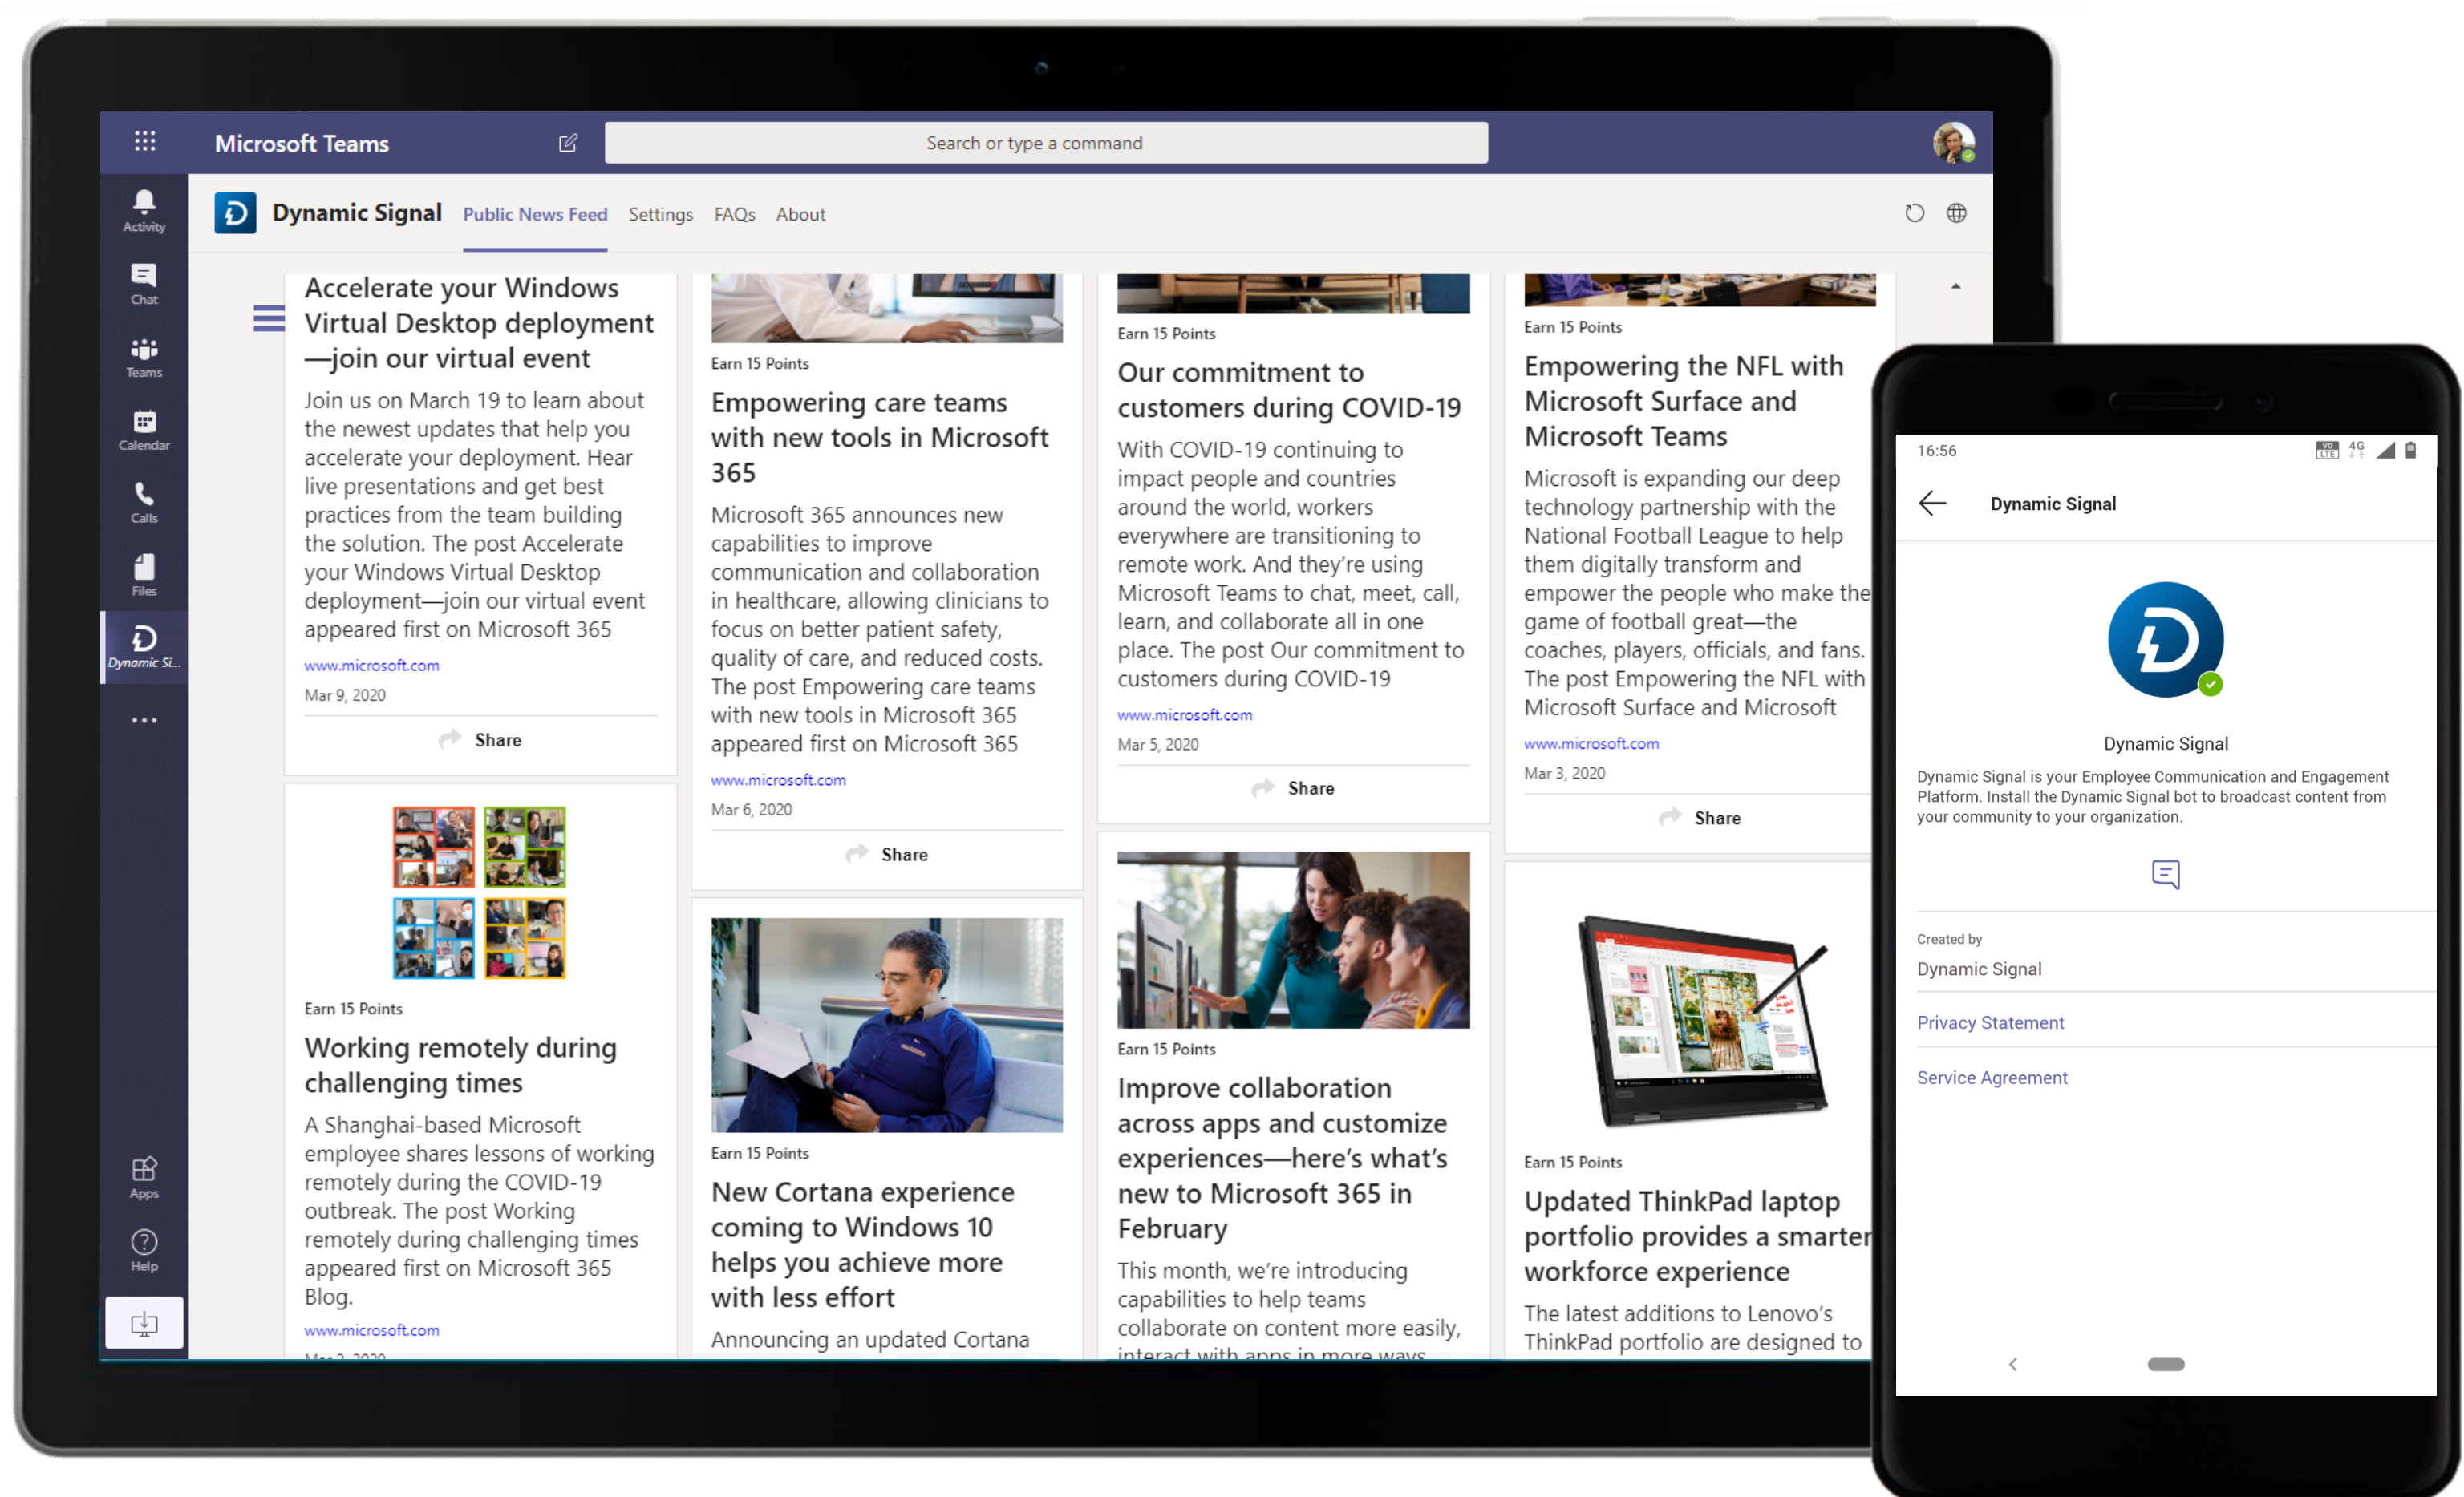 Microsoft Teams
Search or type a command
Activity
Chat
Teams
Calendar
Calls
Files
Dynamic Si...
Apps
Help
Dynamic Signal
Public News Feed
Settings
FAQs
About
Accelerate your Windows
Virtual Desktop deployment
—join our virtual event
Join us on March 19 to learn about
the newest updates that help you
accelerate your deployment. Hear
live presentations and get best
practices from the team building
the solution. The post Accelerate
your Windows Virtual Desktop
deployment—join our virtual event
appeared first on Microsoft 365
www.microsoft.com
Mar 9, 2020
Share
Earn 15 Points
Working remotely during
challenging times
A Shanghai-based Microsoft
employee shares lessons of working
remotely during the COVID-19
outbreak. The post Working
remotely during challenging times
appeared first on Microsoft 365
Blog.
www.microsoft.com
Earn 15 Points
Empowering care teams
with new tools in Microsoft
365
Microsoft 365 announces new
capabilities to improve
communication and collaboration
in healthcare, allowing clinicians to
focus on better patient safety,
quality of care, and reduced costs.
The post Empowering care teams
with new tools in Microsoft 365
appeared first on Microsoft 365
www.microsoft.com
Mar 6, 2020
Share
Earn 15 Points
New Cortana experience
coming to Windows 10
helps you achieve more
with less effort
Announcing an updated Cortana
Earn 15 Points
Our commitment to
customers during COVID-19
With COVID-19 continuing to
impact people and countries
around the world, workers
everywhere are transitioning to
remote work. And they’re using
Microsoft Teams to chat, meet, call,
learn, and collaborate all in one
place. The post Our commitment to
customers during COVID-19
www.microsoft.com
Mar 5, 2020
Share
Earn 15 Points
Improve collaboration
across apps and customize
experiences—here’s what’s
new to Microsoft 365 in
February
This month, we’re introducing
capabilities to help teams
collaborate on content more easily,
interact with apps in more ways
Earn 15 Points
Empowering the NFL with
Microsoft Surface and
Microsoft Teams
Microsoft is expanding our deep
technology partnership with the
National Football League to help
them digitally transform and
empower the people who make the
game of football great—the
coaches, players, officials, and fans.
The post Empowering the NFL with
Microsoft Surface and Microsoft
www.microsoft.com
Mar 3, 2020
Share
Earn 15 Points
Updated ThinkPad laptop
portfolio provides a smarter
workforce experience
The latest additions to Lenovo’s
ThinkPad portfolio are designed to
16:56
VO LTE 4G
Dynamic Signal
Dynamic Signal
Dynamic Signal is your Employee Communication and Engagement
Platform. Install the Dynamic Signal bot to broadcast content from
your community to your organization.
Created by
Dynamic Signal
Privacy Statement
Service Agreement